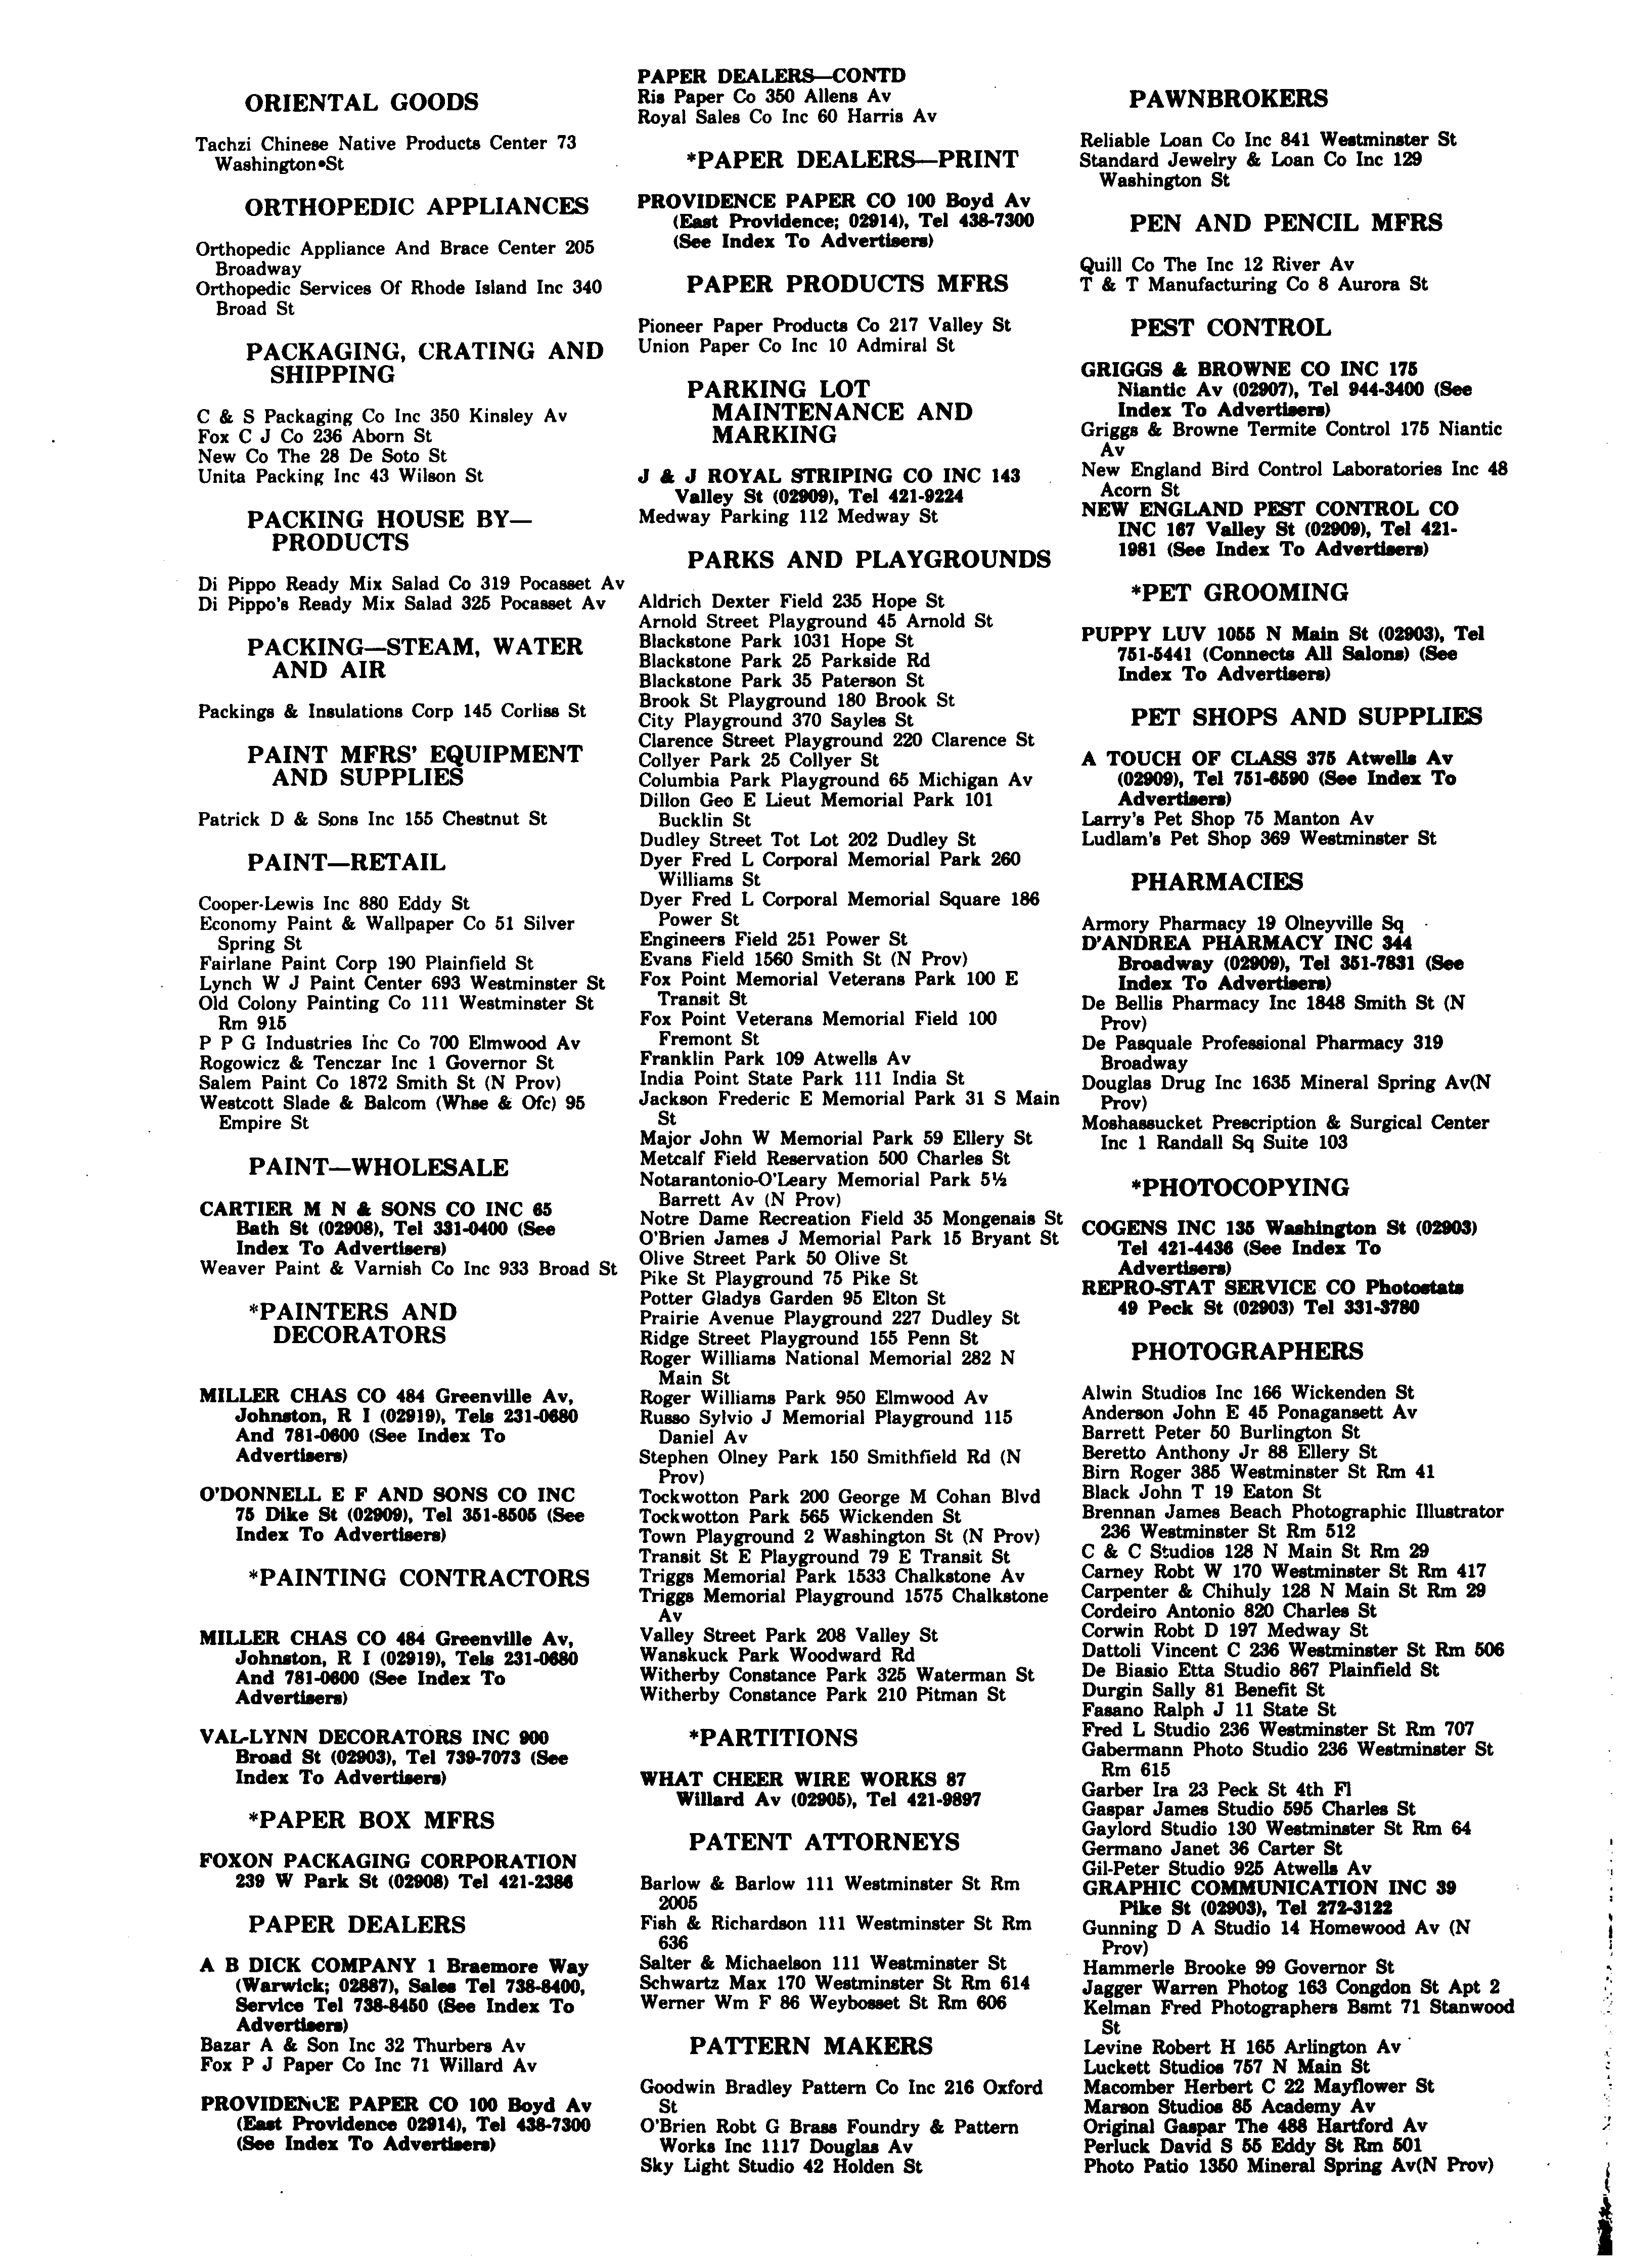 ORIENTAL GOODS
Tachzi Chinese Native Products Center 73
Washington•St
ORTHOPEDIC APPLIANCES
Orthopedic Appliance And Brace Center 205
Broadway
Orthopedic Services Of Rhode Island Inc 340
Broad St
PACKAGING, CRATING AND
SHIPPING
C & S Packaging Co Inc 350 Kinsley Av
Fox C J Co 236 Aborn St
New Co The 28 De Soto St
Unita Packing Inc 43 Wilson St
PACKING HOUSE BY—
PRODUCTS
Di Pippo Ready Mix Salad Co 319 Pocasset Av
Di Pippo's Ready Mix Salad 325 Pocasset Av
PACKING—STEAM, WATER
AND AIR
Packings & Insulations Corp 145 Corliss St
PAINT MFRS' EQUIPMENT
AND SUPPLIES
Patrick D & Sons Inc 155 Chestnut St
PAINT—RETAIL
Cooper-Lewis Inc 880 Eddy St
Economy Paint & Wallpaper Co 51 Silver
Spring St
Fairlane Paint Corp 190 Plainfield St
Lynch W J Paint Center 693 Westminster St
Old Colony Painting Co 111 Westminster St
Rm 915
P P G Industries Inc Co 700 Elmwood Av
Rogowicz & Tenczar Inc 1 Governor St
Salem Paint Co 1872 Smith St (N Prov)
Westcott Slade & Balcom (Whse & Ofc) 95
Empire St
PAINT—WHOLESALE
CARTIER M N & SONS CO INC 65
Bath St (02908), Tel 331-0400 (See
Index To Advertisers)
Weaver Paint & Varnish Co Inc 933 Broad St
*PAINTERS AND
DECORATORS
MILLER CHAS CO 484 Greenville Av,
Johnston, R I (02919), Tels 231-0680
And 781-0600 (See Index To
Advertisers)
O'DONNELL E F AND SONS CO INC
75 Dike St (02909), Tel 351-8505 (See
Index To Advertisers)
*PAINTING CONTRACTORS
MILLER CHAS CO 484 Greenville Av,
Johnston, R I (02919), Tels 231-0680
And 781-0600 (See Index To
Advertisers)
VAL-LYNN DECORATORS INC 900
Broad St (02903), Tel 739-7073 (See
Index To Advertisers)
*PAPER BOX MFRS
FOXON PACKAGING CORPORATION
239 W Park St (02908) Tel 421-2386
PAPER DEALERS
A B DICK COMPANY 1 Braemore Way
(Warwick; 02887), Sales Tel 738-8400,
Service Tel 738-8450 (See Index To
Advertisers)
Bazar A & Son Inc 32 Thurbers Av
Fox P J Paper Co Inc 71 Willard Av
PROVIDENCE PAPER CO 100 Boyd Av
(East Providence 02914), Tel 438-7300
(See Index To Advertisers)
PAPER DEALERS—CONTD
Ris Paper Co 350 Allens Av
Royal Sales Co Inc 60 Harris Av
*PAPER DEALERS—PRINT
PROVIDENCE PAPER CO 100 Boyd Av
(East Providence; 02914), Tel 438-7300
(See Index To Advertisers)
PAPER PRODUCTS MFRS
Pioneer Paper Products Co 217 Valley St
Union Paper Co Inc 10 Admiral St
PARKING LOT
MAINTENANCE AND
MARKING
J & J ROYAL STRIPING CO INC 143
Valley St (02909), Tel 421-9224
Medway Parking 112 Medway St
PARKS AND PLAYGROUNDS
Aldrich Dexter Field 235 Hope St
Arnold Street Playground 45 Arnold St
Blackstone Park 1031 Hope St
Blackstone Park 25 Parkside Rd
Blackstone Park 35 Paterson St
Brook St Playground 180 Brook St
City Playground 370 Sayles St
Clarence Street Playground 220 Clarence St
Collyer Park 25 Collyer St
Columbia Park Playground 65 Michigan Av
Dillon Geo E Lieut Memorial Park 101
Bucklin St
Dudley Street Tot Lot 202 Dudley St
Dyer Fred L Corporal Memorial Park 260
Williams St
Dyer Fred L Corporal Memorial Square 186
Power St
Engineers Field 251 Power St
Evans Field 1560 Smith St (N Prov)
Fox Point Memorial Veterans Park 100 E
Transit St
Fox Point Veterans Memorial Field 100
Fremont St
Franklin Park 109 Atwells Av
India Point State Park 111 India St
Jackson Frederic E Memorial Park 31 S Main
St
Major John W Memorial Park 59 Ellery St
Metcalf Field Reservation 500 Charles St
Notarantonio-O'Leary Memorial Park 5½
Barrett Av (N Prov)
Notre Dame Recreation Field 35 Mongenais St
O'Brien James J Memorial Park 15 Bryant St
Olive Street Park 50 Olive St
Pike St Playground 75 Pike St
Potter Gladys Garden 95 Elton St
Prairie Avenue Playground 227 Dudley St
Ridge Street Playground 155 Penn St
Roger Williams National Memorial 282 N
Main St
Roger Williams Park 950 Elmwood Av
Russo Sylvio J Memorial Playground 115
Daniel Av
Stephen Olney Park 150 Smithfield Rd (N
Prov)
Tockwotton Park 200 George M Cohan Blvd
Tockwotton Park 565 Wickenden St
Town Playground 2 Washington St (N Prov)
Transit St E Playground 79 E Transit St
Triggs Memorial Park 1533 Chalkstone Av
Triggs Memorial Playground 1575 Chalkstone
Av
Valley Street Park 208 Valley St
Wanskuck Park Woodward Rd
Witherby Constance Park 325 Waterman St
Witherby Constance Park 210 Pitman St
*PARTITIONS
WHAT CHEER WIRE WORKS 87
Willard Av (02905), Tel 421-9897
PATENT ATTORNEYS
Barlow & Barlow 111 Westminster St Rm
2005
Fish & Richardson 111 Westminster St Rm
636
Salter & Michaelson 111 Westminster St
Schwartz Max 170 Westminster St Rm 614
Werner Wm F 86 Weybosset St Rm 606
PATTERN MAKERS
Goodwin Bradley Pattern Co Inc 216 Oxford
St
O'Brien Robt G Brass Foundry & Pattern
Works Inc 1117 Douglas Av
Sky Light Studio 42 Holden St
PAWNBROKERS
Reliable Loan Co Inc 841 Westminster St
Standard Jewelry & Loan Co Inc 129
Washington St
PEN AND PENCIL MFRS
Quill Co The Inc 12 River Av
T & T Manufacturing Co 8 Aurora St
PEST CONTROL
GRIGGS & BROWNE CO INC 175
Niantic Av (02907), Tel 944-3400 (See
Index To Advertisers)
Griggs & Browne Termite Control 175 Niantic
Av
New England Bird Control Laboratories Inc 48
Acorn St
NEW ENGLAND PEST CONTROL CO
INC 167 Valley St (02909), Tel 421-
1981 (See Index To Advertisers)
*PET GROOMING
PUPPY LUV 1055 N Main St (02903), Tel
751-5441 (Connects All Salons) (See
Index To Advertisers)
PET SHOPS AND SUPPLIES
A TOUCH OF CLASS 375 Atwells Av
(02909), Tel 751-6590 (See Index To
Advertisers)
Larry's Pet Shop 75 Manton Av
Ludlam's Pet Shop 369 Westminster St
PHARMACIES
Armory Pharmacy 19 Olneyville Sq
D'ANDREA PHARMACY INC 344
Broadway (02909), Tel 351-7831 (See
Index To Advertisers)
De Bellis Pharmacy Inc 1848 Smith St (N
Prov)
De Pasquale Professional Pharmacy 319
Broadway
Douglas Drug Inc 1635 Mineral Spring Av(N
Prov)
Moshassucket Prescription & Surgical Center
Inc 1 Randall Sq Suite 103
*PHOTOCOPYING
COGENS INC 135 Washington St (02903)
Tel 421-4436 (See Index To
Advertisers)
REPRO-STAT SERVICE CO Photostats
49 Peck St (02903) Tel 331-3780
PHOTOGRAPHERS
Alwin Studios Inc 166 Wickenden St
Anderson John E 45 Ponagansett Av
Barrett Peter 50 Burlington St
Beretto Anthony Jr 88 Ellery St
Birn Roger 385 Westminster St Rm 41
Black John T 19 Eaton St
Brennan James Beach Photographic Illustrator
236 Westminster St Rm 512
C & C Studios 128 N Main St Rm 29
Carney Robt W 170 Westminster St Rm 417
Carpenter & Chihuly 128 N Main St Rm 29
Cordeiro Antonio 820 Charles St
Corwin Robt D 197 Medway St
Dattoli Vincent C 236 Westminster St Rm 506
De Biasio Etta Studio 867 Plainfield St
Durgin Sally 81 Benefit St
Fasano Ralph J 11 State St
Fred L Studio 236 Westminster St Rm 707
Gabermann Photo Studio 236 Westminster St
Rm 615
Garber Ira 23 Peck St 4th Fl
Gaspar James Studio 595 Charles St
Gaylord Studio 130 Westminster St Rm 64
Germano Janet 36 Carter St
Gil-Peter Studio 925 Atwells Av
GRAPHIC COMMUNICATION INC 39
Pike St (02903), Tel 272-3122
Gunning D A Studio 14 Homewood Av (N
Prov)
Hammerle Brooke 99 Governor St
Jagger Warren Photog 163 Congdon St Apt 2
Kelman Fred Photographers Bsmt 71 Stanwood
St
Levine Robert H 165 Arlington Av
Luckett Studios 757 N Main St
Macomber Herbert C 22 Mayflower St
Marson Studios 85 Academy Av
Original Gaspar The 488 Hartford Av
Perluck David S 55 Eddy St Rm 501
Photo Patio 1350 Mineral Spring Av(N Prov)